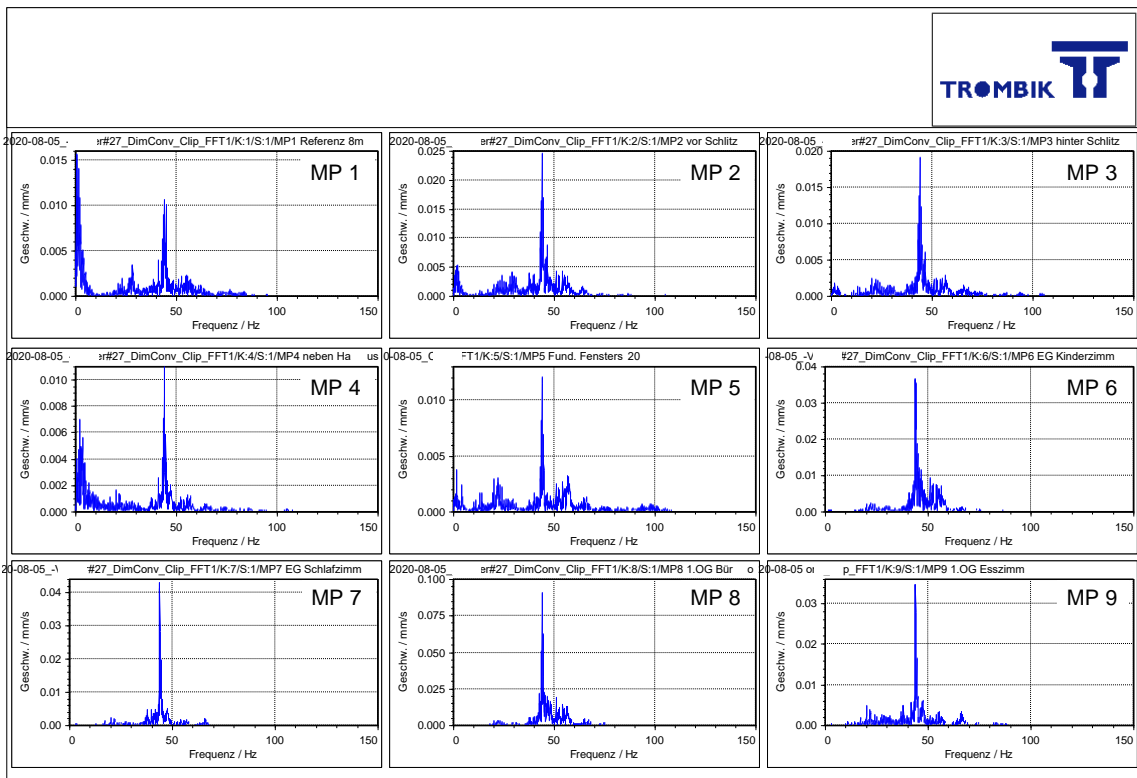 TROMBIK
2020-08-05_ er#27_DimConv_Clip_FFT1/K:1/S:1/MP1 Referenz 8m
MP 1
0.015
0.010
0.005
0.000
Geschw. / mm/s
0 50 100 150
Frequenz / Hz
2020-08-05_ er#27_DimConv_Clip_FFT1/K:2/S:1/MP2 vor Schlitz
MP 2
0.025
0.020
0.015
0.010
0.005
0.000
Geschw. / mm/s
0 50 100 150
Frequenz / Hz
2020-08-05_ er#27_DimConv_Clip_FFT1/K:3/S:1/MP3 hinter Schlitz
MP 3
0.020
0.015
0.010
0.005
0.000
Geschw. / mm/s
0 50 100 150
Frequenz / Hz
2020-08-05_ er#27_DimConv_Clip_FFT1/K:4/S:1/MP4 neben Ha us
MP 4
0.010
0.008
0.006
0.004
0.002
0.000
Geschw. / mm/s
0 50 100 150
Frequenz / Hz
0-08-05_ FT1/K:5/S:1/MP5 Fund. Fensters 20
MP 5
0.010
0.005
0.000
Geschw. / mm/s
0 50 100 150
Frequenz / Hz
-08-05_-V #27_DimConv_Clip_FFT1/K:6/S:1/MP6 EG Kinderzimm
MP 6
0.04
0.03
0.02
0.01
0.00
Geschw. / mm/s
0 50 100 150
Frequenz / Hz
20-08-05_- #27_DimConv_Clip_FFT1/K:7/S:1/MP7 EG Schlafzimm
MP 7
0.04
0.03
0.02
0.01
0.00
Geschw. / mm/s
0 50 100 150
Frequenz / Hz
2020-08-05_ er#27_DimConv_Clip_FFT1/K:8/S:1/MP8 1.OG Bür o
MP 8
0.100
0.075
0.050
0.025
0.000
Geschw. / mm/s
0 50 100 150
Frequenz / Hz
20-08-05 p_FFT1/K:9/S:1/MP9 1.OG Esszimm
MP 9
0.03
0.02
0.01
0.00
Geschw. / mm/s
0 50 100 150
Frequenz / Hz